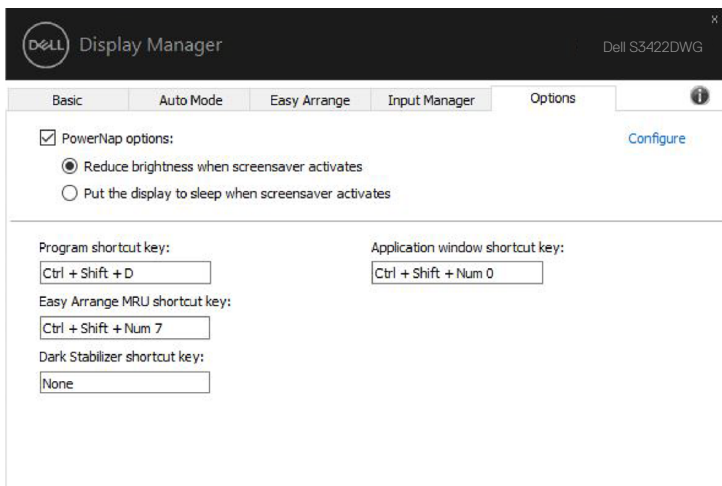 x
DELL Display Manager
Dell S3422DWG
Basic Auto Mode Easy Arrange Input Manager Options
PowerNap options: Configure
Reduce brightness when screensaver activates
Put the display to sleep when screensaver activates
Program shortcut key: Application window shortcut key:
Ctrl + Shift + D Ctrl + Shift + Num 0
Easy Arrange MRU shortcut key:
Ctrl + Shift + Num 7
Dark Stabilizer shortcut key:
None